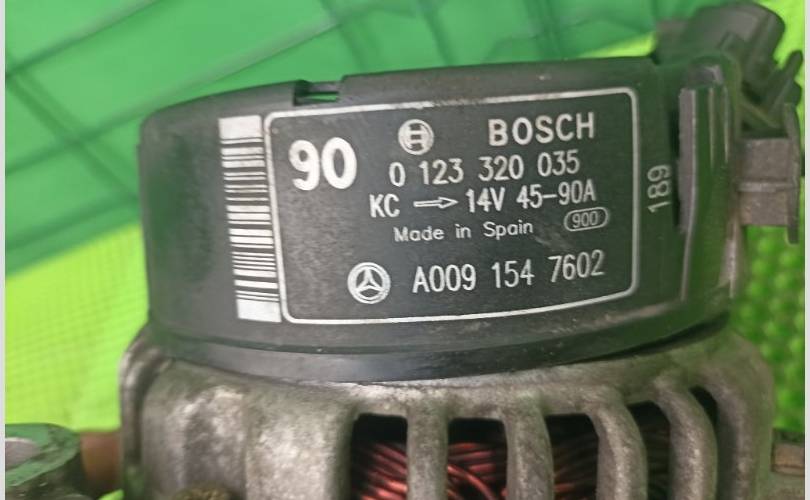 90
BOSCH
0 123 320 035
KC ⇒ 14V 45-90A
Made in Spain 900
A009 154 7602
189